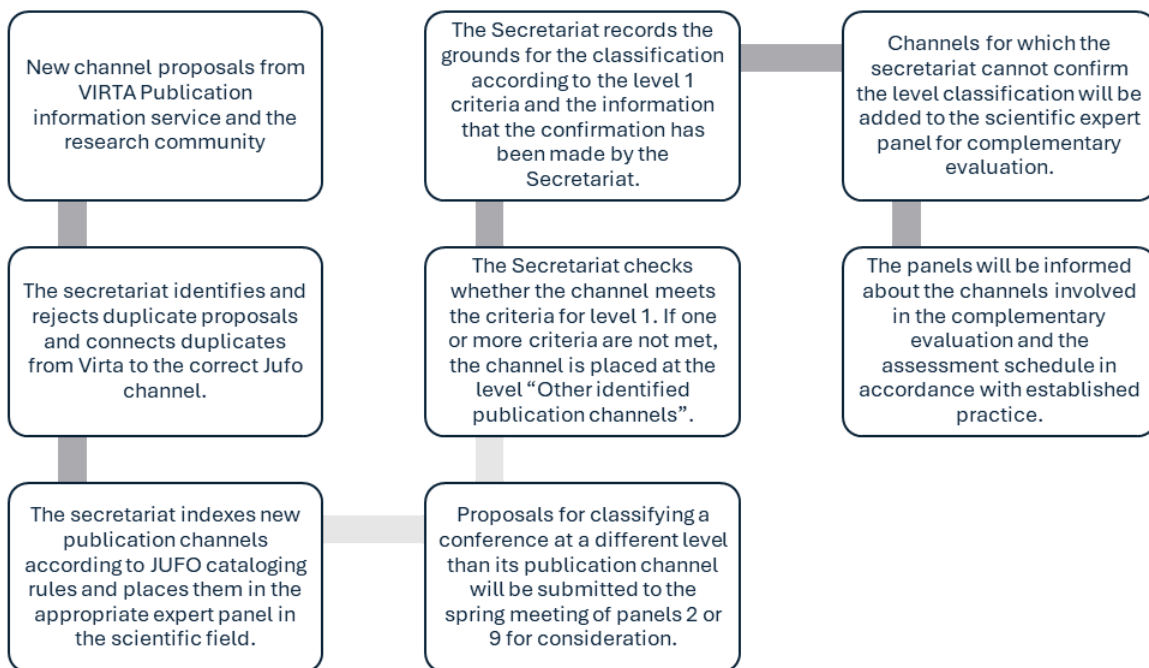 New channel proposals from
VIRTA Publication
information service and the
research community
The secretariat identifies and
rejects duplicate proposals
and connects duplicates
from Virta to the correct Jufo
channel.
The secretariat indexes new
publication channels
according to JUFO cataloging
rules and places them in the
appropriate expert panel in
the scientific field.
Proposals for classifying a
conference at a different level
than its publication channel
will be submitted to the
spring meeting of panels 2 or
9 for consideration.
The Secretariat checks
whether the channel meets
the criteria for level 1. If one
or more criteria are not met,
the channel is placed at the
level “Other identified
publication channels”.
The Secretariat records the
grounds for the classification
according to the level 1
criteria and the information
that the confirmation has
been made by the
Secretariat.
Channels for which the
secretariat cannot confirm
the level classification will be
added to the scientific expert
panel for complementary
evaluation.
The panels will be informed
about the channels involved
in the complementary
evaluation and the
assessment schedule in
accordance with established
practice.